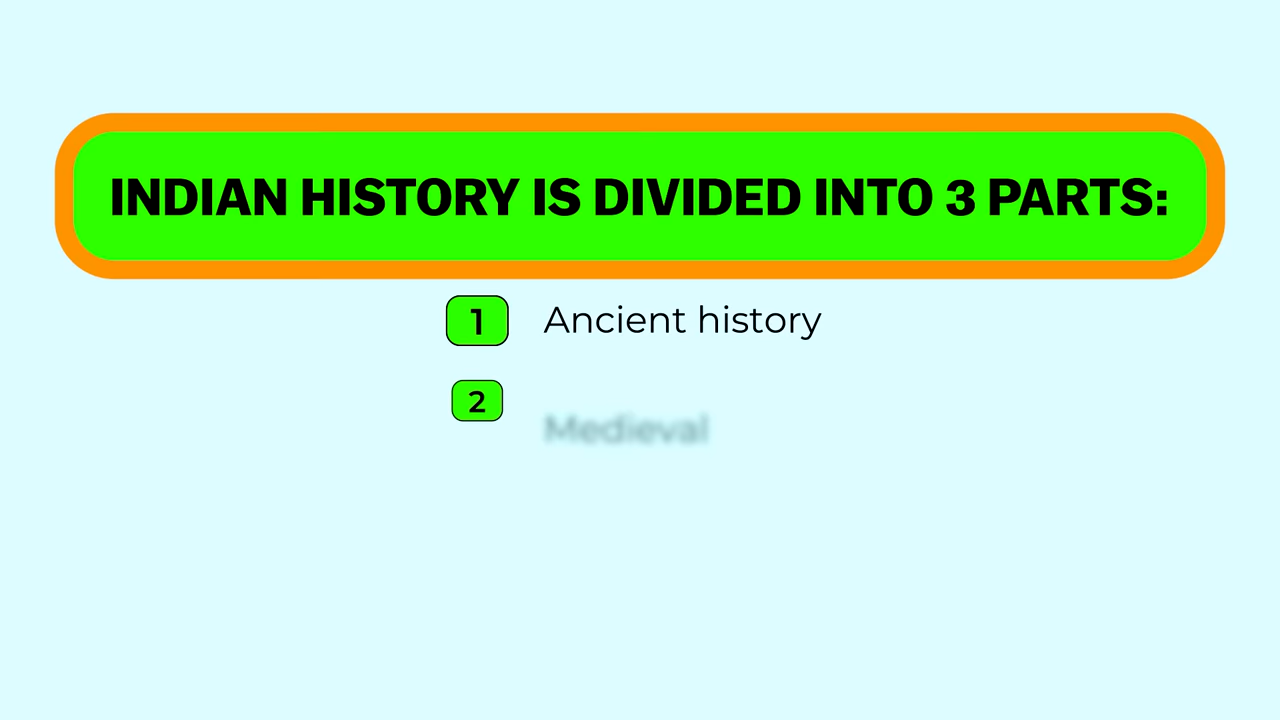 INDIAN HISTORY IS DIVIDED INTO 3 PARTS:
1 Ancient history
2 Medieval